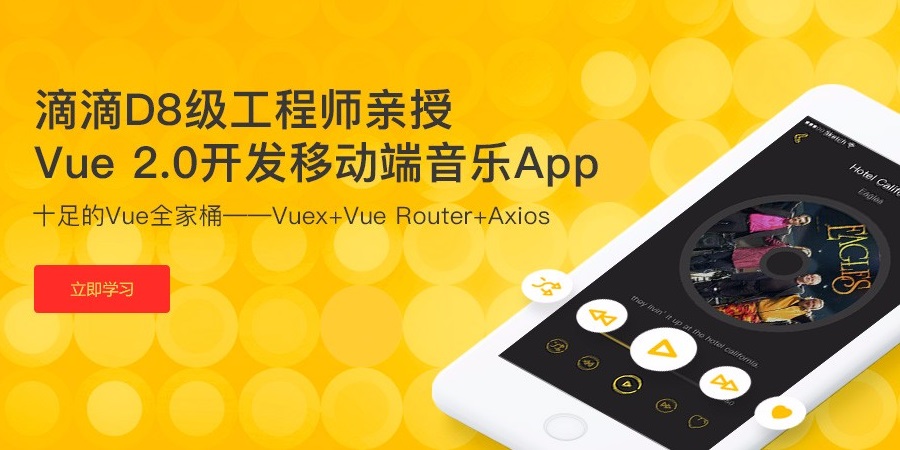 滴滴D8级工程师亲授
Vue 2.0开发移动端音乐App
十足的Vue全家桶——Vuex+Vue Router+Axios
立即学习
Sketch
Hotel Califo
Eagles
EAGLES
they livin' it up at the hotel california.